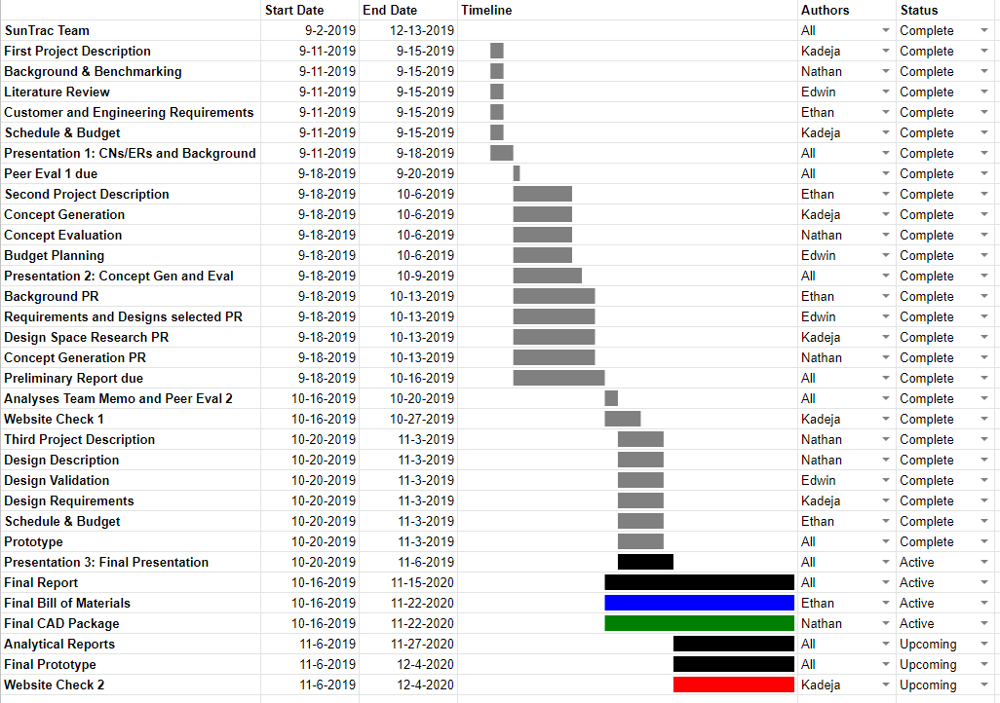 Start Date End Date Timeline Authors Status
SunTrac Team 9-2-2019 12-13-2019 All Complete
First Project Description 9-11-2019 9-15-2019 Kadeja Complete
Background & Benchmarking 9-11-2019 9-15-2019 Nathan Complete
Literature Review 9-11-2019 9-15-2019 Edwin Complete
Customer and Engineering Requirements 9-11-2019 9-15-2019 Ethan Complete
Schedule & Budget 9-11-2019 9-15-2019 Kadeja Complete
Presentation 1: CNs/ERs and Background 9-11-2019 9-18-2019 All Complete
Peer Eval 1 due 9-18-2019 9-20-2019 All Complete
Second Project Description 9-18-2019 10-6-2019 Ethan Complete
Concept Generation 9-18-2019 10-6-2019 Kadeja Complete
Concept Evaluation 9-18-2019 10-6-2019 Nathan Complete
Budget Planning 9-18-2019 10-6-2019 Edwin Complete
Presentation 2: Concept Gen and Eval 9-18-2019 10-9-2019 All Complete
Background PR 9-18-2019 10-13-2019 Ethan Complete
Requirements and Designs selected PR 9-18-2019 10-13-2019 Edwin Complete
Design Space Research PR 9-18-2019 10-13-2019 Kadeja Complete
Concept Generation PR 9-18-2019 10-13-2019 Nathan Complete
Preliminary Report due 9-18-2019 10-16-2019 All Complete
Analyses Team Memo and Peer Eval 2 10-16-2019 10-20-2019 All Complete
Website Check 1 10-16-2019 10-27-2019 Kadeja Complete
Third Project Description 10-20-2019 11-3-2019 Nathan Complete
Design Description 10-20-2019 11-3-2019 Nathan Complete
Design Validation 10-20-2019 11-3-2019 Edwin Complete
Design Requirements 10-20-2019 11-3-2019 Kadeja Complete
Schedule & Budget 10-20-2019 11-3-2019 Ethan Complete
Prototype 10-20-2019 11-3-2019 All Complete
Presentation 3: Final Presentation 10-20-2019 11-6-2019 All Active
Final Report 10-16-2019 11-15-2020 All Active
Final Bill of Materials 10-16-2019 11-22-2020 Ethan Active
Final CAD Package 10-16-2019 11-22-2020 Nathan Active
Analytical Reports 11-6-2019 11-27-2020 All Upcoming
Final Prototype 11-6-2019 12-4-2020 All Upcoming
Website Check 2 11-6-2019 12-4-2020 Kadeja Upcoming